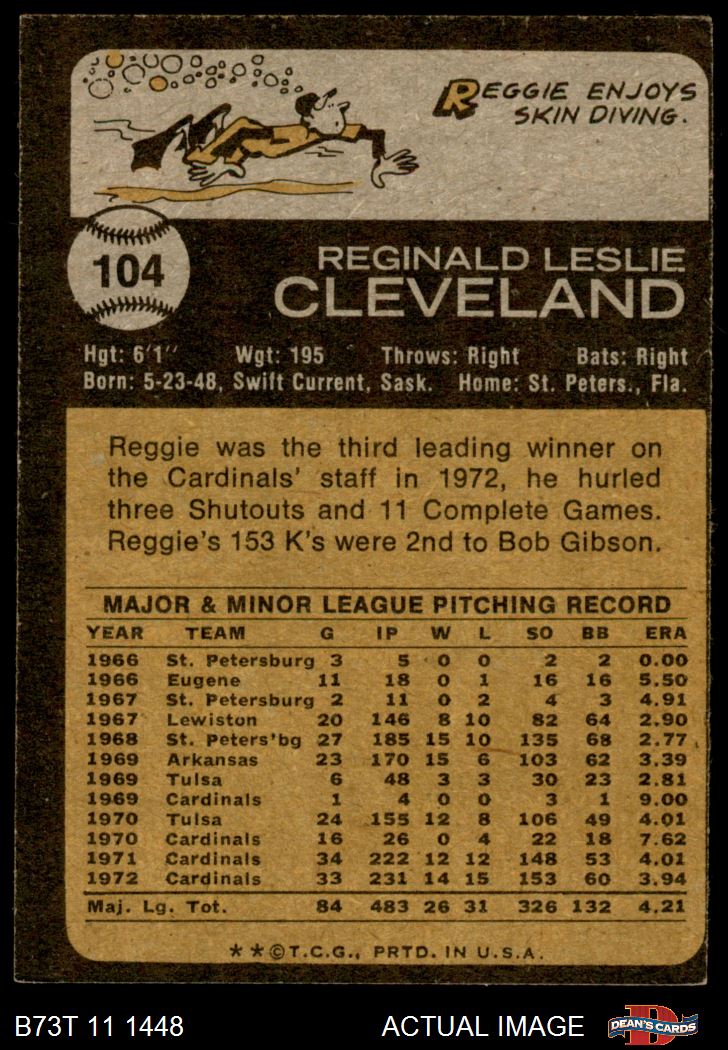 REGGIE ENJOYS
SKIN DIVING.
104
REGINALD LESLIE
CLEVELAND
Hgt: 6'1" Wgt: 195 Throws: Right Bats: Right
Born: 5-23-48, Swift Current, Sask. Home: St. Peters., Fla.
Reggie was the third leading winner on
the Cardinals' staff in 1972, he hurled
three Shutouts and 11 Complete Games.
Reggie's 153 K's were 2nd to Bob Gibson.
MAJOR & MINOR LEAGUE PITCHING RECORD
YEAR TEAM G IP W L SO BB ERA
1966 St. Petersburg 3 5 0 0 2 2 0.00
1966 Eugene 11 18 0 1 16 16 5.50
1967 St. Petersburg 2 11 0 2 4 3 4.91
1967 Lewiston 20 146 8 10 82 64 2.90
1968 St. Peters'bg 27 185 15 10 135 68 2.77
1969 Arkansas 23 170 15 6 103 62 3.39
1969 Tulsa 6 48 3 3 30 23 2.81
1969 Cardinals 1 4 0 0 3 1 9.00
1970 Tulsa 24 155 12 8 106 49 4.01
1970 Cardinals 16 26 0 4 22 18 7.62
1971 Cardinals 34 222 12 12 148 53 4.01
1972 Cardinals 33 231 14 15 153 60 3.94
Maj. Lg. Tot. 84 483 26 31 326 132 4.21
**©T.C.G., PRTD. IN U.S.A.
B73T 11 1448 ACTUAL IMAGE DEAN'S CARDS